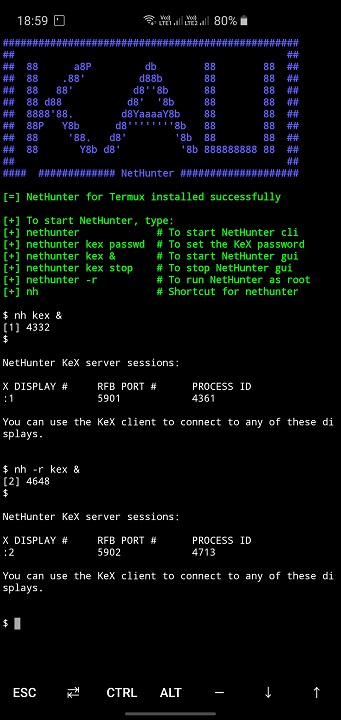 18:59 80%
##################################################
##                                              ##
##  88      a8P         db        88        88  ##
##  88    .88'         d88b       88        88  ##
##  88   88'          d8''8b      88        88  ##
##  88 d88           d8'  '8b     88        88  ##
##  8888'88.        d8YaaaaY8b    88        88  ##
##  88P   Y8b      d8''''''''8b   88        88  ##
##  88     '88.   d8'        '8b  88        88  ##
##  88       Y8b d8'          '8b 888888888 88  ##
##                                              ##
####  ############# NetHunter ####################
[=] NetHunter for Termux installed successfully
[+] To start NetHunter, type:
[+] nethunter             # To start NetHunter cli
[+] nethunter kex passwd  # To set the KeX password
[+] nethunter kex &       # To start NetHunter gui
[+] nethunter kex stop    # To stop NetHunter gui
[+] nethunter -r          # To run NetHunter as root
[+] nh                    # Shortcut for nethunter
$ nh kex &
[1] 4332
$
NetHunter KeX server sessions:
X DISPLAY #     RFB PORT #      PROCESS ID
:1              5901            4361
You can use the KeX client to connect to any of these di
splays.
$ nh -r kex &
[2] 4648
$
NetHunter KeX server sessions:
X DISPLAY #     RFB PORT #      PROCESS ID
:2              5902            4713
You can use the KeX client to connect to any of these di
splays.
$
ESC CTRL ALT